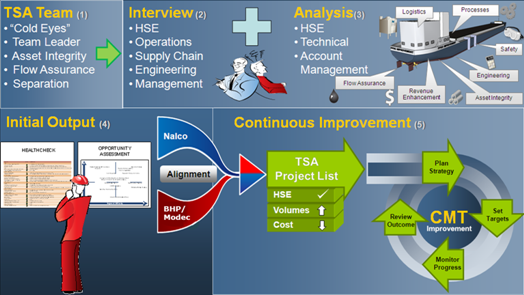 TSA Team (1)
• "Cold Eyes"
• Team Leader
• Asset Integrity
• Flow Assurance
• Separation
Interview (2)
• HSE
• Operations
• Supply Chain
• Engineering
• Management
Analysis(3)
• HSE
• Technical
• Account
Management
Logistics
Processes
Safety
Engineering
Asset Integrity
Revenue
Enhancement
Flow Assurance
$
Initial Output (4)
HEALTHCHECK
OPPORTUNITY
ASSESSMENT
Nalco
Alignment
BHP/
Modec
Continuous Improvement (5)
TSA
Project List
HSE
Volumes
Cost
Plan
Strategy
Set
Targets
Monitor
Progress
Review
Outcome
CMT
Improvement